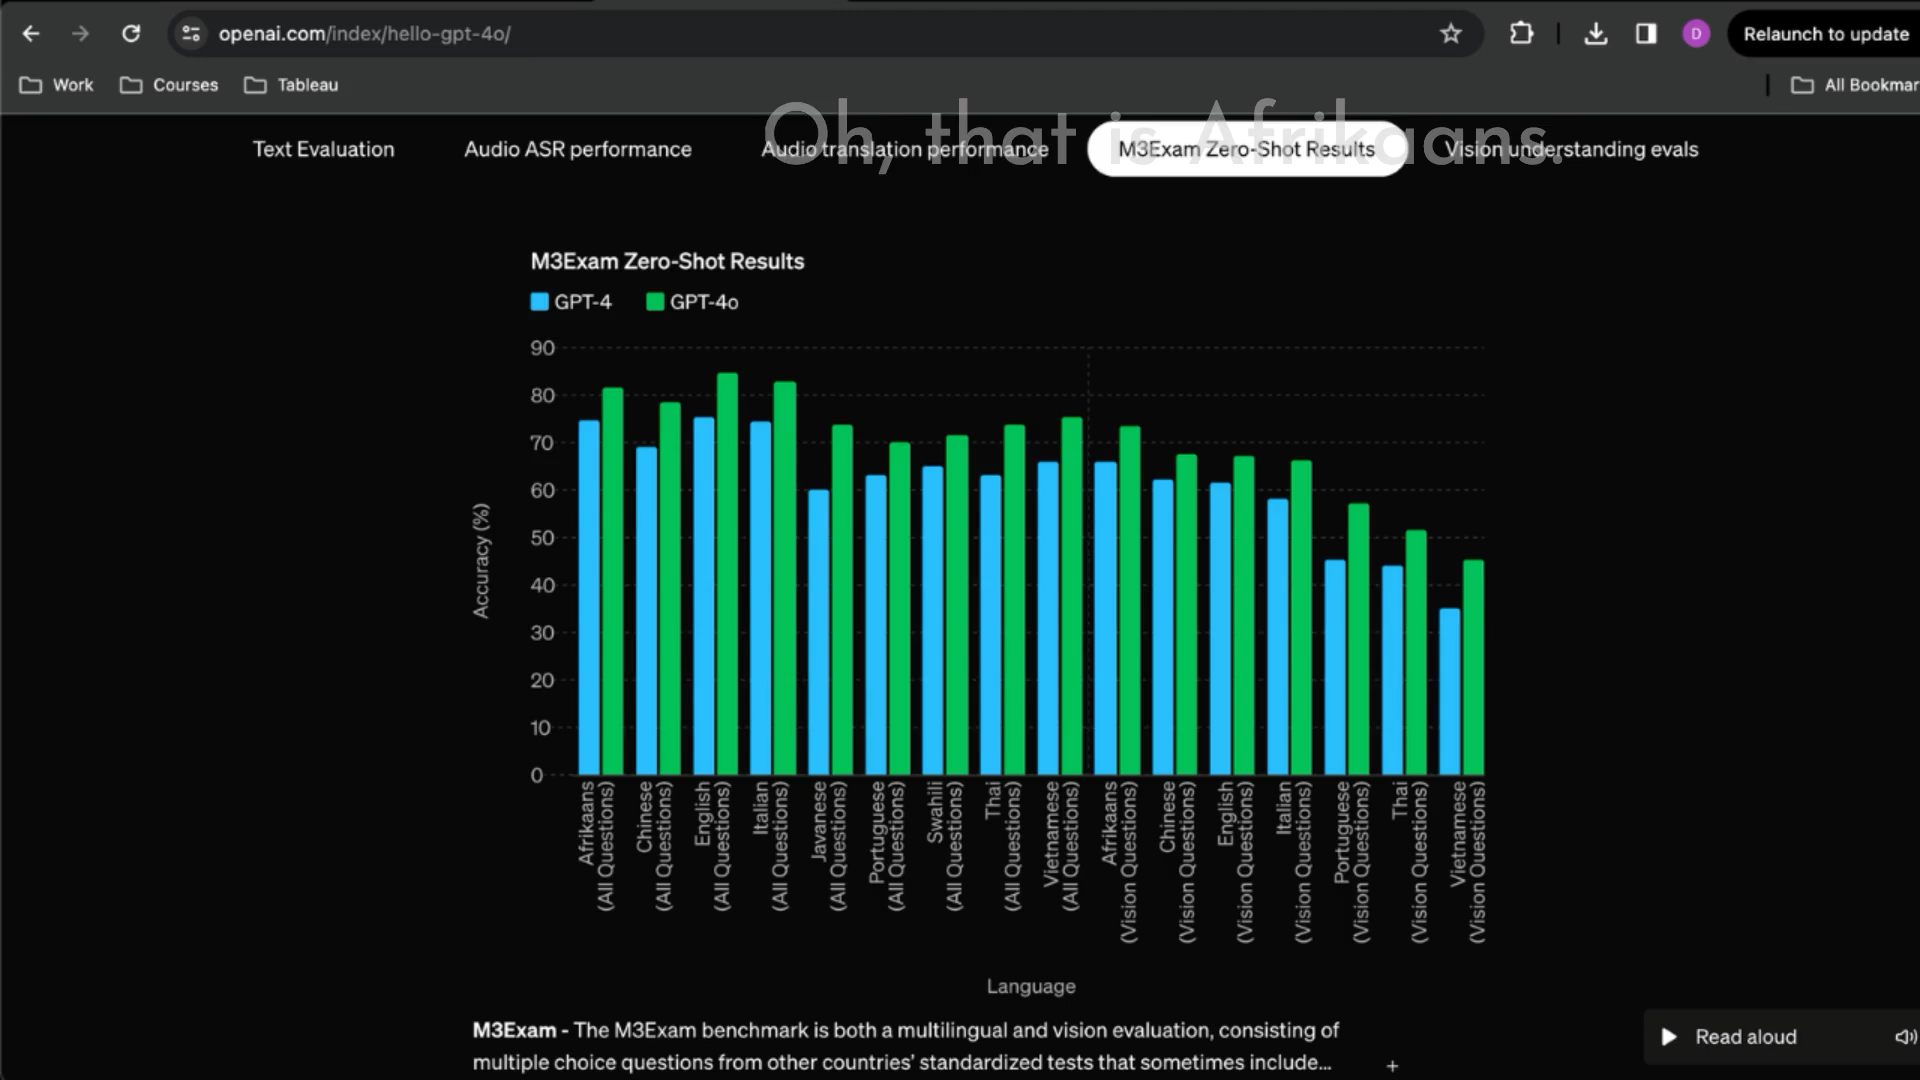 openai.com/index/hello-gpt-4o/
D
Relaunch to update
Work
Courses
Tableau
All Bookmar
Oh, that is Afrikaans.
Text Evaluation
Audio ASR performance
Audio translation performance
M3Exam Zero-Shot Results
Vision understanding evals
M3Exam Zero-Shot Results
GPT-4
GPT-4o
90
80
70
60
50
40
30
20
10
0
Accuracy (%)
Afrikaans
(All Questions)
Chinese
(All Questions)
English
(All Questions)
Italian
(All Questions)
Javanese
(All Questions)
Portuguese
(All Questions)
Swahili
(All Questions)
Thai
(All Questions)
Vietnamese
(All Questions)
Afrikaans
(Vision Questions)
Chinese
(Vision Questions)
English
(Vision Questions)
Italian
(Vision Questions)
Portuguese
(Vision Questions)
Thai
(Vision Questions)
Vietnamese
(Vision Questions)
Language
M3Exam - The M3Exam benchmark is both a multilingual and vision evaluation, consisting of
multiple choice questions from other countries’ standardized tests that sometimes include...
+
Read aloud